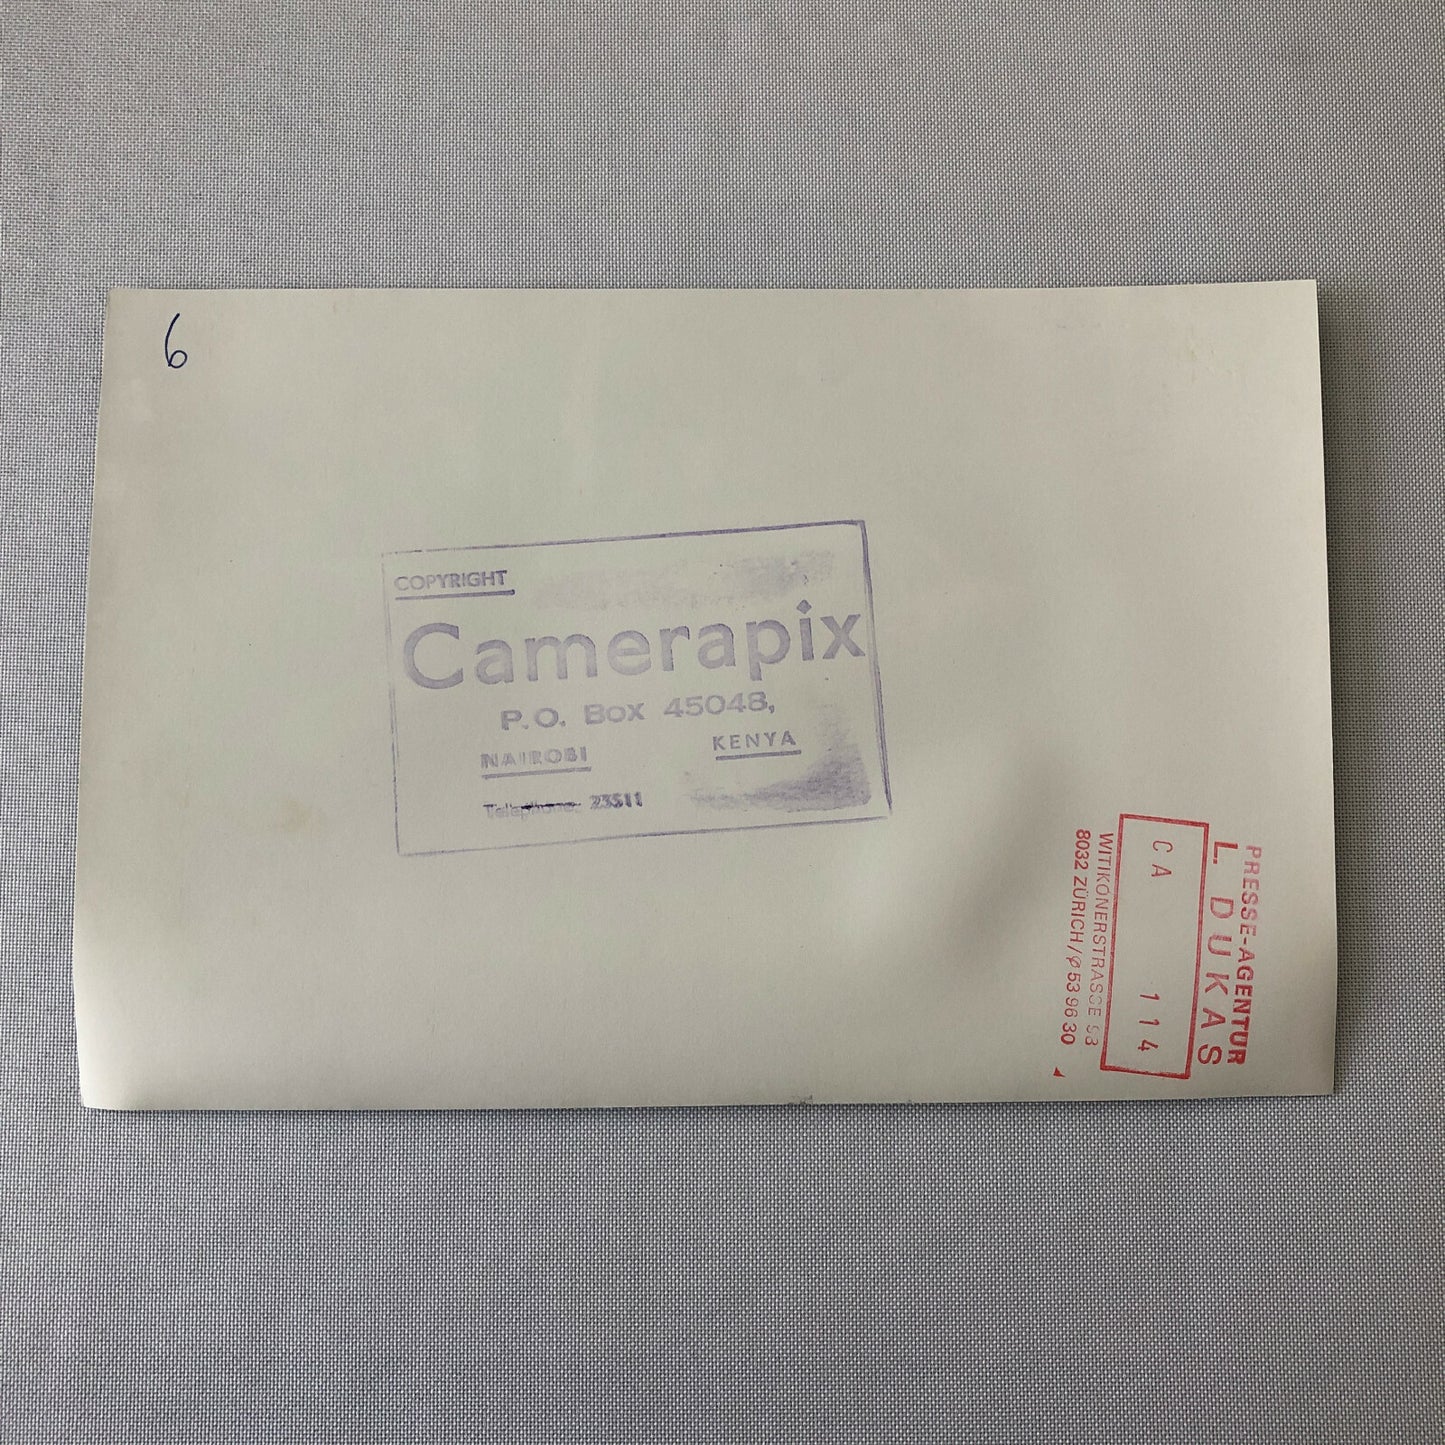 6
COPYRIGHT
Camerapix
P.O. Box 45048,
NAIROBI KENYA
Telephone: 23511
PRESSE-AGENTUR
L. DUKAS
CA 114
WITIKONERSTRASSE 93
8032 ZÜRICH/∅ 53 96 30